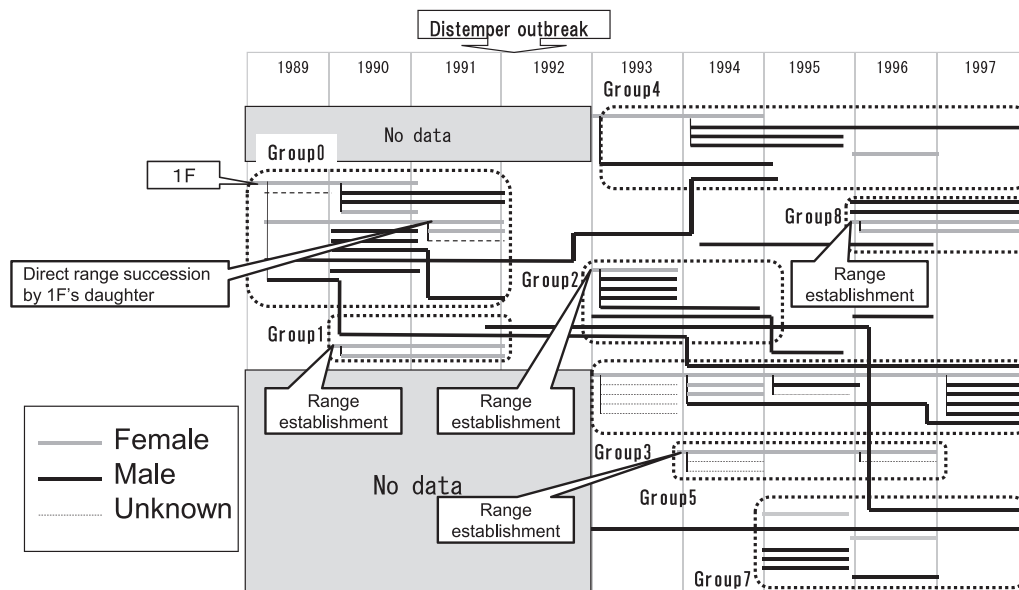 Distemper outbreak
1989 1990 1991 1992 1993 1994 1995 1996 1997
Group4
No data
Group0
1F
Group8
Direct range succession
by 1F's daughter
Group2
Range
establishment
Group1
Range
establishment
Range
establishment
Female
Male
Unknown
Group3
No data
Range
establishment
Group5
Group7